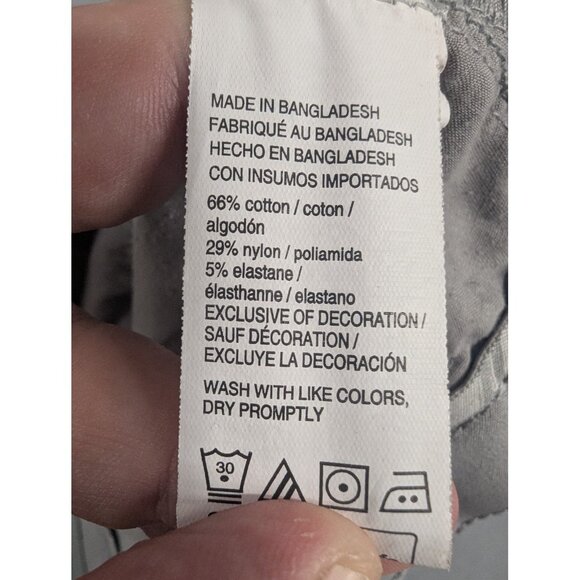 MADE IN BANGLADESH
FABRIQUÉ AU BANGLADESH
HECHO EN BANGLADESH
CON INSUMOS IMPORTADOS
66% cotton / coton /
algodón
29% nylon / poliamida
5% elastane /
élasthanne / elastano
EXCLUSIVE OF DECORATION /
SAUF DÉCORATION /
EXCLUYE LA DECORACIÓN
WASH WITH LIKE COLORS,
DRY PROMPTLY
30